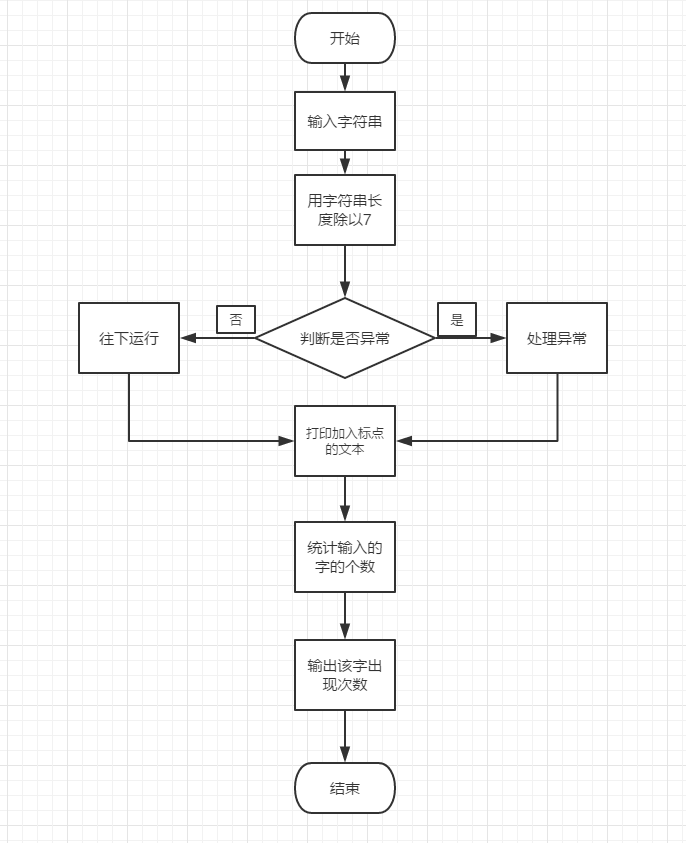 开始
输入字符串
用字符串长
度除以7
否
是
往下运行
判断是否异常
处理异常
打印加入标点
的文本
统计输入的
字的个数
输出该字出
现次数
结束